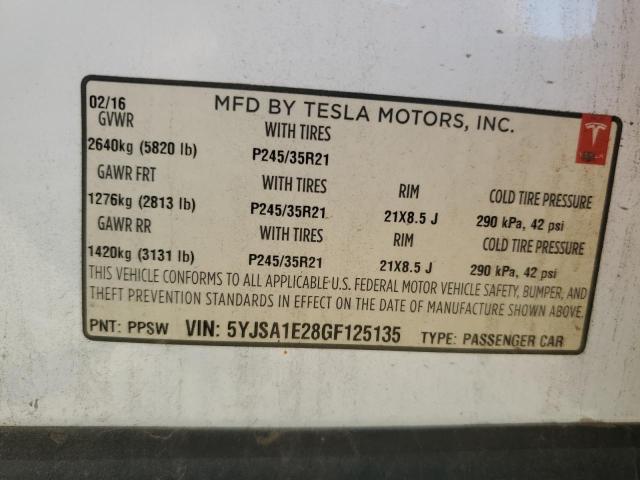 02/16 MFD BY TESLA MOTORS, INC.
GVWR WITH TIRES
2640kg (5820 lb) P245/35R21
GAWR FRT WITH TIRES RIM COLD TIRE PRESSURE
1276kg (2813 lb) P245/35R21 21X8.5 J 290 kPa, 42 psi
GAWR RR WITH TIRES RIM COLD TIRE PRESSURE
1420kg (3131 lb) P245/35R21 21X8.5 J 290 kPa, 42 psi
THIS VEHICLE CONFORMS TO ALL APPLICABLE U.S. FEDERAL MOTOR VEHICLE SAFETY, BUMPER, AND
THEFT PREVENTION STANDARDS IN EFFECT ON THE DATE OF MANUFACTURE SHOWN ABOVE.
PNT: PPSW VIN: 5YJSA1E28GF125135 TYPE: PASSENGER CAR